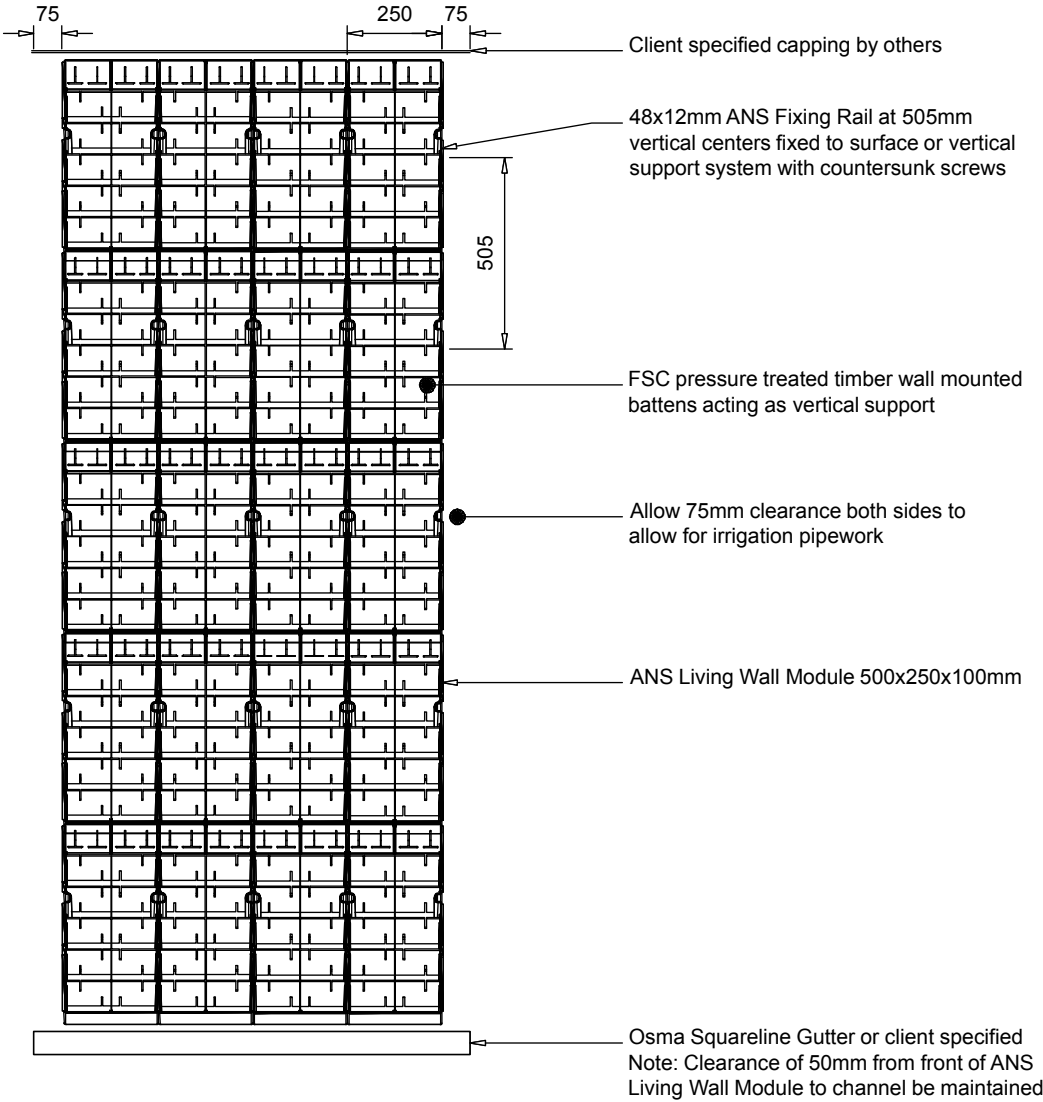 75
250
75
Client specified capping by others
48x12mm ANS Fixing Rail at 505mm
vertical centers fixed to surface or vertical
support system with countersunk screws
505
FSC pressure treated timber wall mounted
battens acting as vertical support
Allow 75mm clearance both sides to
allow for irrigation pipework
ANS Living Wall Module 500x250x100mm
Osma Squareline Gutter or client specified
Note: Clearance of 50mm from front of ANS
Living Wall Module to channel be maintained